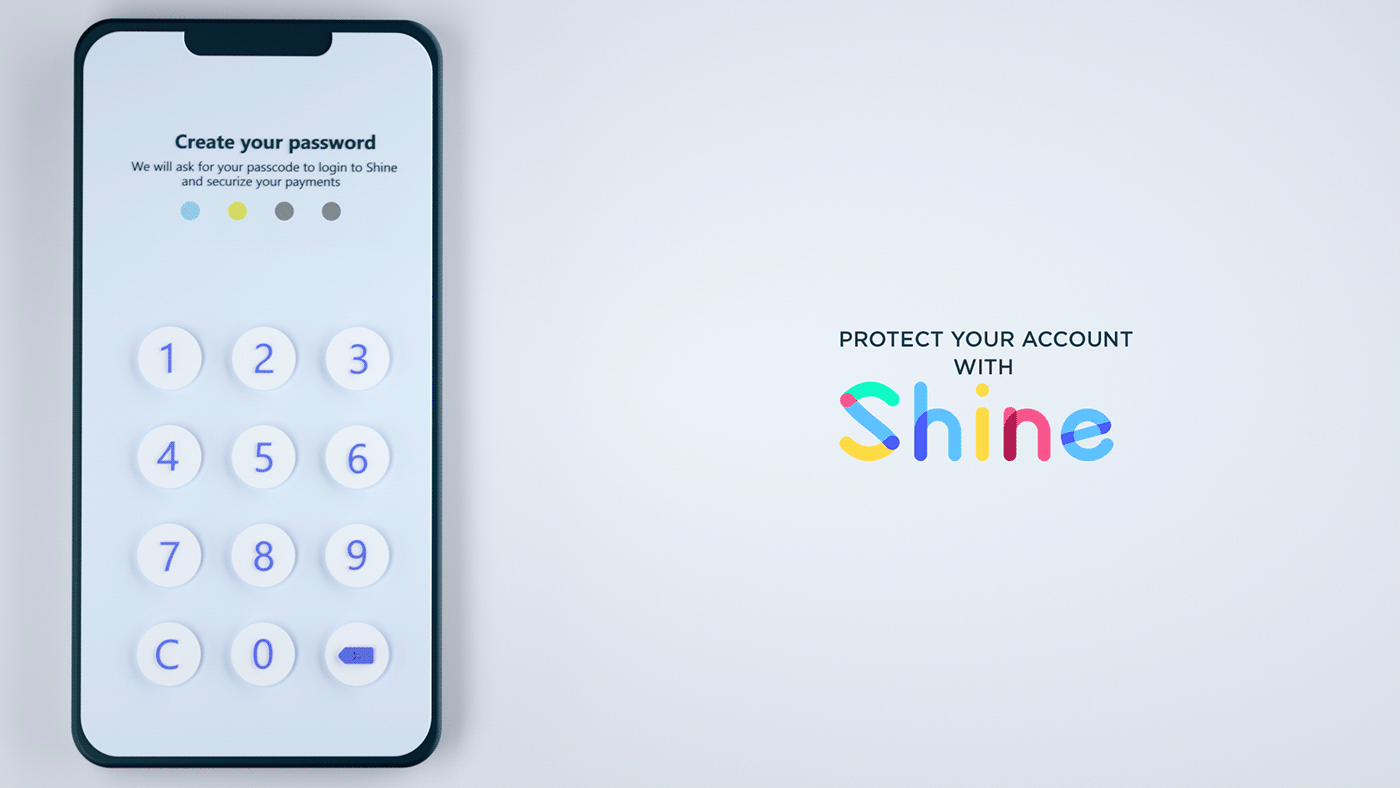 Create your password
We will ask for your passcode to login to Shine
and securize your payments
1 2 3
4 5 6
7 8 9
C 0
PROTECT YOUR ACCOUNT
WITH
Shine